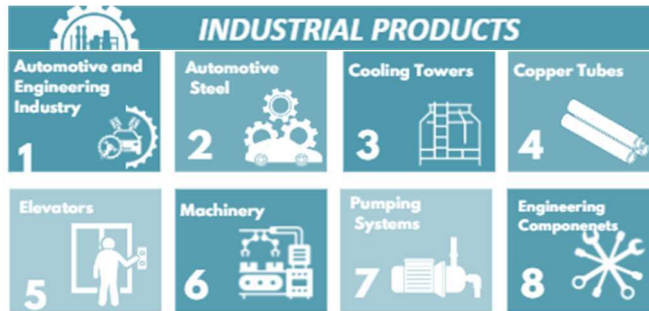 INDUSTRIAL PRODUCTS
Automotive and
Engineering
Industry
1
Automotive
Steel
2
Cooling Towers
3
Copper Tubes
4
Elevators
5
Machinery
6
Pumping
Systems
7
Engineering
Componenets
8